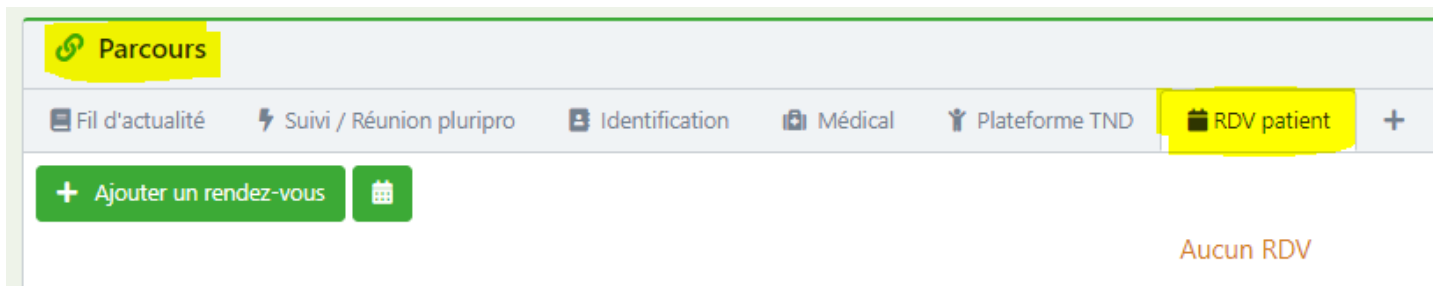 Parcours
Fil d'actualité Suivi / Réunion pluripro Identification Médical Plateforme TND RDV patient +
+ Ajouter un rendez-vous
Aucun RDV